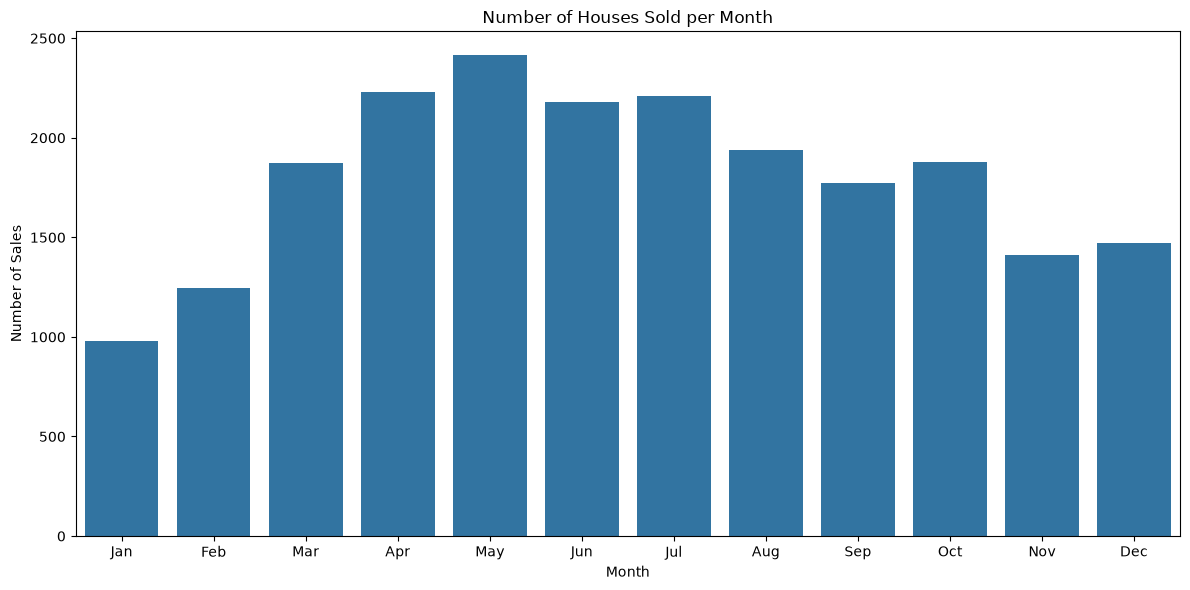 Number of Houses Sold per Month
Number of Sales
2500
2000
1500
1000
500
0
Jan Feb Mar Apr May Jun Jul Aug Sep Oct Nov Dec
Month